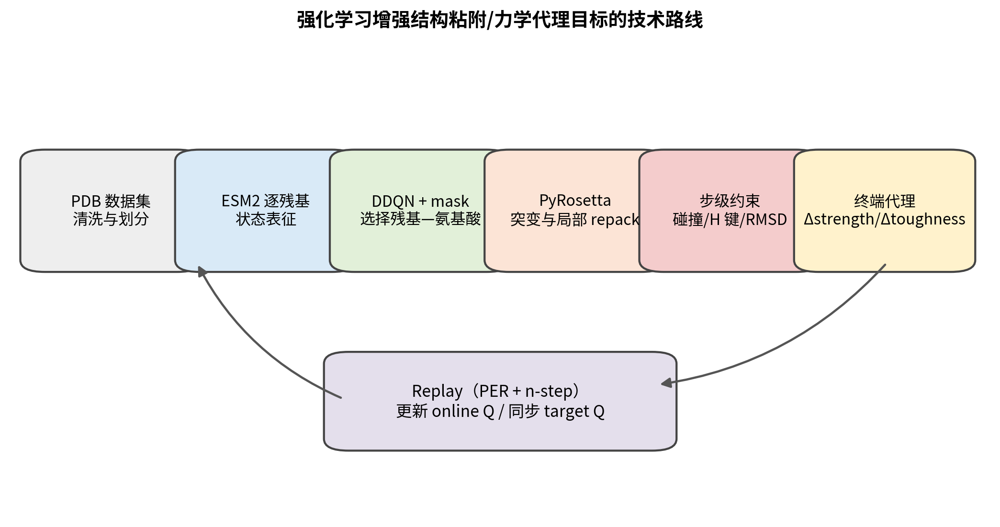 强化学习增强结构粘附/力学代理目标的技术路线
PDB 数据集
清洗与划分
ESM2 逐残基
状态表征
DDQN + mask
选择残基—氨基酸
PyRosetta
突变与局部 repack
步级约束
碰撞/H 键/RMSD
终端代理
Δstrength/Δtoughness
Replay（PER + n-step）
更新 online Q / 同步 target Q